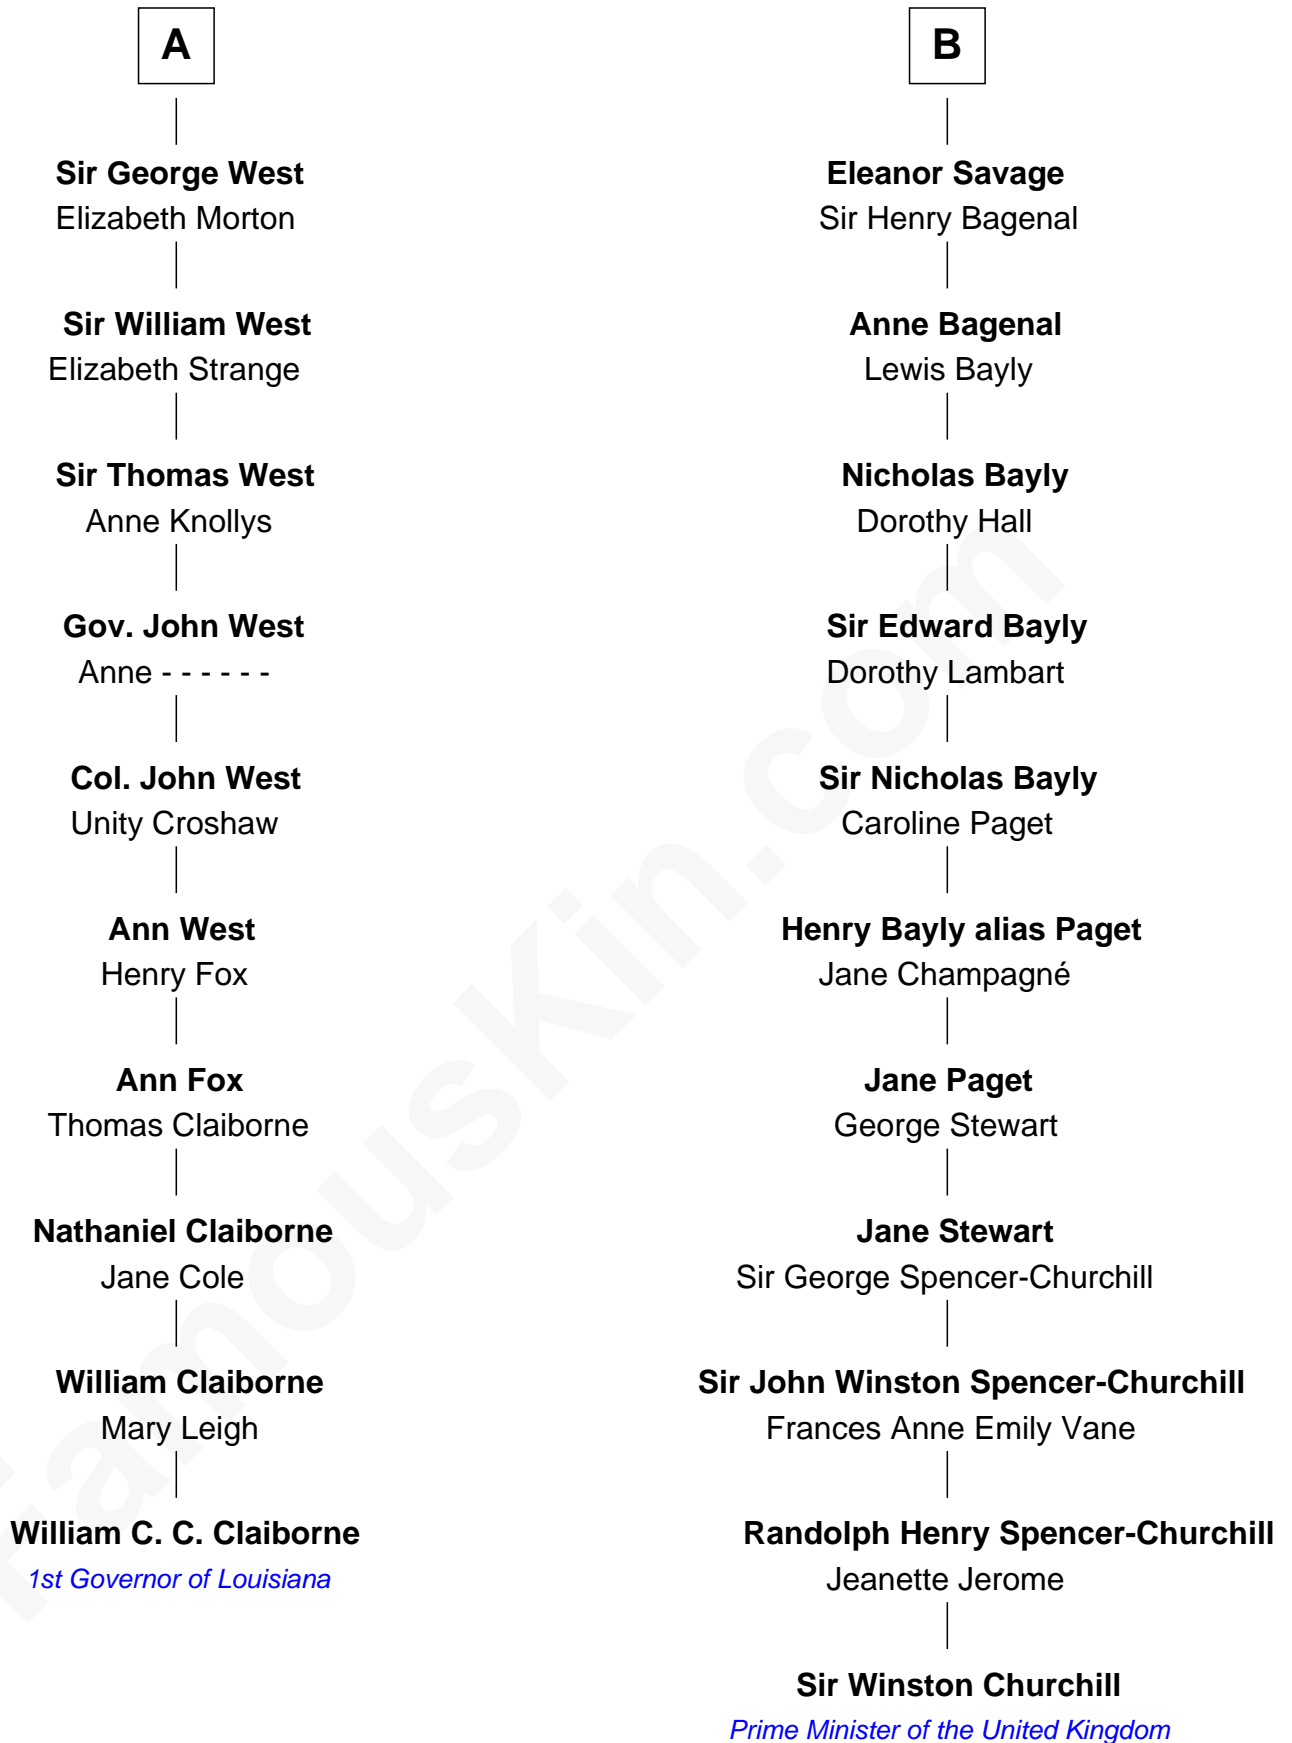 A
Sir George West
Elizabeth Morton
Sir William West
Elizabeth Strange
Sir Thomas West
Anne Knollys
Gov. John West
Anne - - - - - -
Col. John West
Unity Croshaw
Ann West
Henry Fox
Ann Fox
Thomas Claiborne
Nathaniel Claiborne
Jane Cole
William Claiborne
Mary Leigh
William C. C. Claiborne
1st Governor of Louisiana
B
Eleanor Savage
Sir Henry Bagenal
Anne Bagenal
Lewis Bayly
Nicholas Bayly
Dorothy Hall
Sir Edward Bayly
Dorothy Lambart
Sir Nicholas Bayly
Caroline Paget
Henry Bayly alias Paget
Jane Champagné
Jane Paget
George Stewart
Jane Stewart
Sir George Spencer-Churchill
Sir John Winston Spencer-Churchill
Frances Anne Emily Vane
Randolph Henry Spencer-Churchill
Jeanette Jerome
Sir Winston Churchill
Prime Minister of the United Kingdom
FamousKin.com